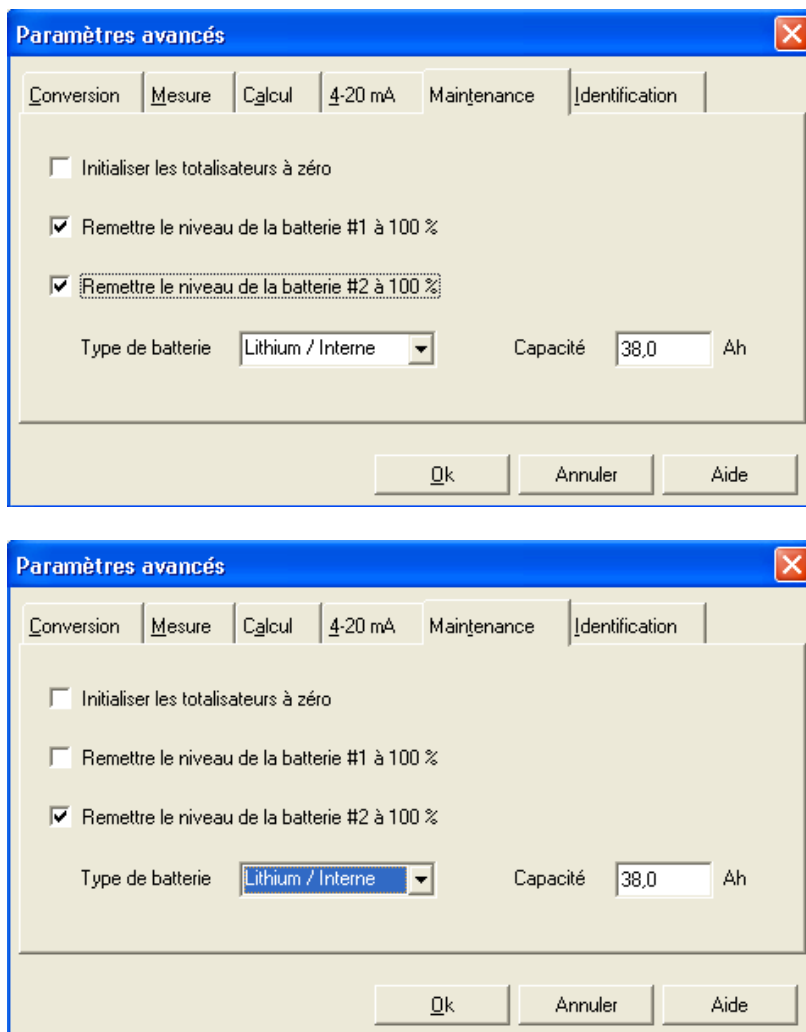 Paramètres avancés
Conversion Mesure Calcul 4-20 mA Maintenance Identification
Initialiser les totalisateurs à zéro
Remettre le niveau de la batterie #1 à 100 %
Remettre le niveau de la batterie #2 à 100 %
Type de batterie Lithium / Interne Capacité 38,0 Ah
Ok Annuler Aide
Paramètres avancés
Conversion Mesure Calcul 4-20 mA Maintenance Identification
Initialiser les totalisateurs à zéro
Remettre le niveau de la batterie #1 à 100 %
Remettre le niveau de la batterie #2 à 100 %
Type de batterie Lithium / Interne Capacité 38,0 Ah
Ok Annuler Aide